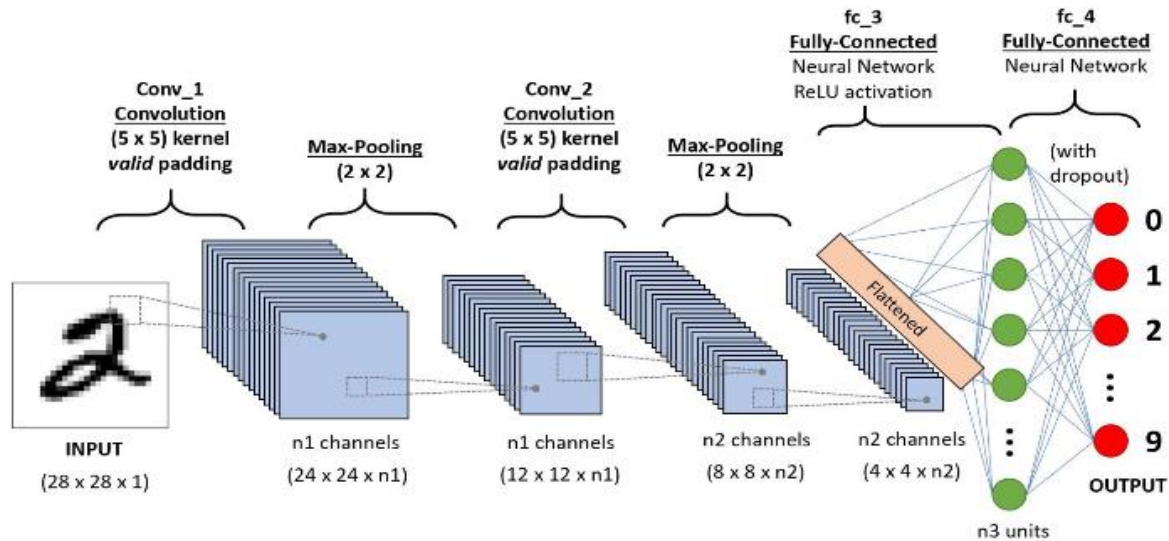 Conv_1
Convolution
(5 x 5) kernel
valid padding
Max-Pooling
(2 x 2)
Conv_2
Convolution
(5 x 5) kernel
valid padding
Max-Pooling
(2 x 2)
fc_3
Fully-Connected
Neural Network
ReLU activation
fc_4
Fully-Connected
Neural Network
(with
dropout)
INPUT
(28 x 28 x 1)
2
n1 channels
(24 x 24 x n1)
n1 channels
(12 x 12 x n1)
n2 channels
(8 x 8 x n2)
n2 channels
(4 x 4 x n2)
Flattened
...
n3 units
0
1
2
...
9
OUTPUT